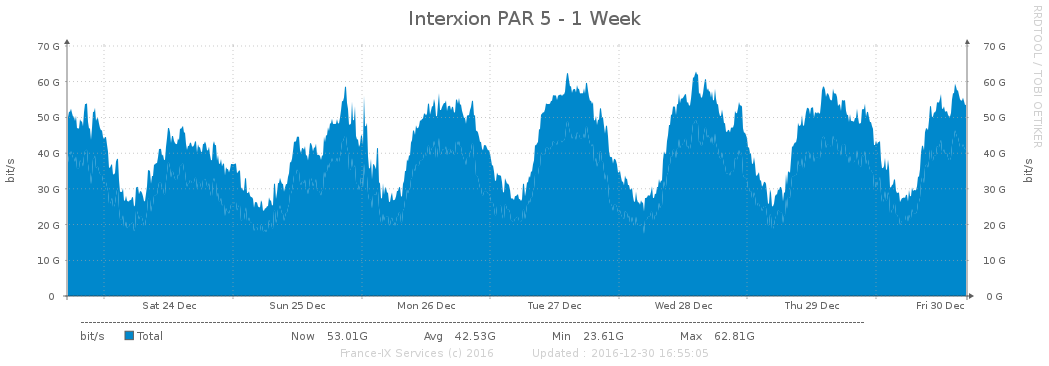 Interxion PAR 5 - 1 Week
RRDTOOL / TOBI OETIKER
70 G 70 G
60 G 60 G
50 G 50 G
40 G 40 G
30 G 30 G
20 G 20 G
10 G 10 G
0 0 G
bit/s bit/s
Sat 24 Dec Sun 25 Dec Mon 26 Dec Tue 27 Dec Wed 28 Dec Thu 29 Dec Fri 30 Dec
bit/s Total Now 53.01G Avg 42.53G Min 23.61G Max 62.81G
France-IX Services (c) 2016 Updated : 2016-12-30 16:55:05